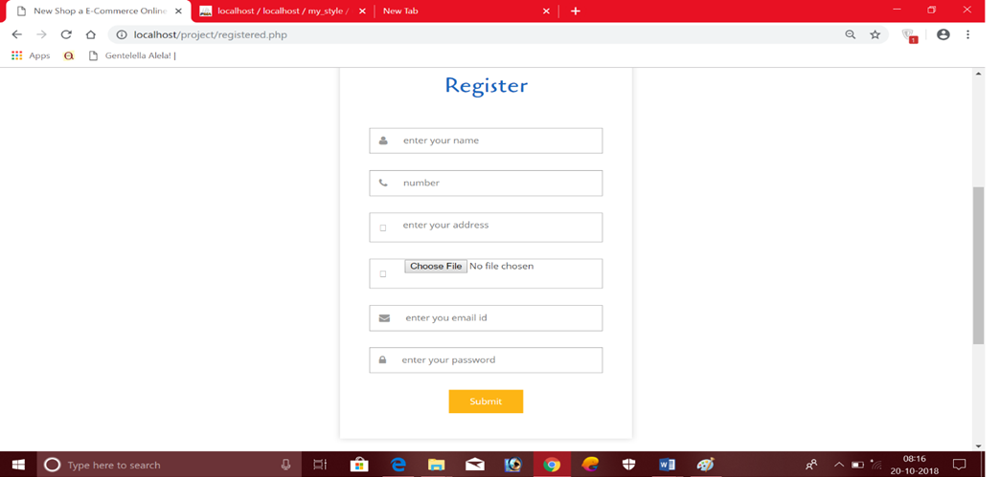 New Shop a E-Commerce Online
localhost / localhost / my_style /
New Tab
localhost/project/registered.php
1
Apps
Gentelella Alela! |
Register
enter your name
number
enter your address
Choose File No file chosen
enter you email id
enter your password
Submit
Type here to search
08:16
20-10-2018